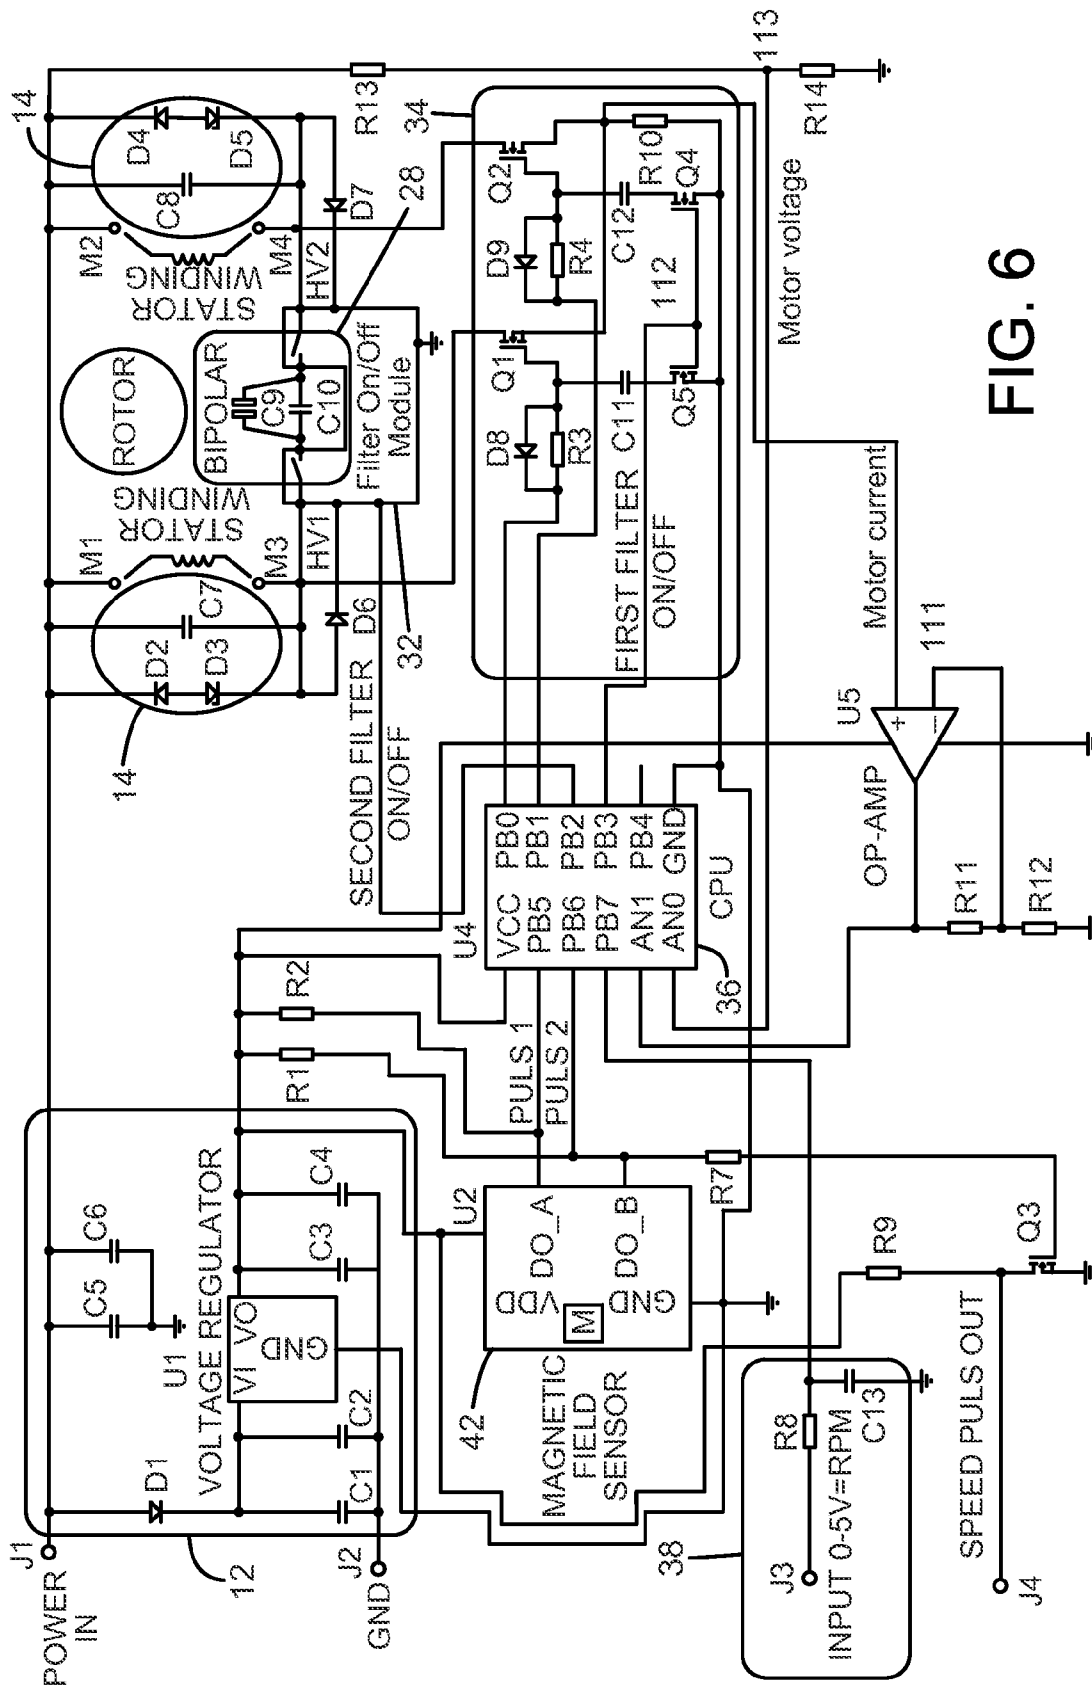 J1
POWER
IN
12
D1
C1
C2
J2
GND
VOLTAGE REGULATOR
U1
VI
VO
GND
C5
C6
C3
C4
R1
R2
14
D2
D3
C7
M1
M3
STATOR
WINDING
HV1
D6
ROTOR
BIPOLAR
C9
C10
Filter On/Off
Module
32
SECOND FILTER
ON/OFF
STATOR
WINDING
M2
M4
HV2
C8
D4
D5
14
D7
28
R13
34
113
R14
42
MAGNETIC
FIELD
SENSOR
U2
VDD
DO_A
M
GND
DO_B
PULS 1
PULS 2
R7
U4
VCC
PB0
PB5
PB1
PB6
PB2
PB7
PB3
AN1
PB4
AN0
GND
CPU
36
D8
R3
Q1
C11
Q5
D9
R4
Q2
C12
R10
Q4
112
FIRST FILTER
ON/OFF
Motor voltage
Motor current
38
J3
INPUT 0-5V=RPM
R8
C13
R9
Q3
SPEED PULS OUT
J4
OP-AMP
U5
+
−
111
R11
R12
FIG. 6